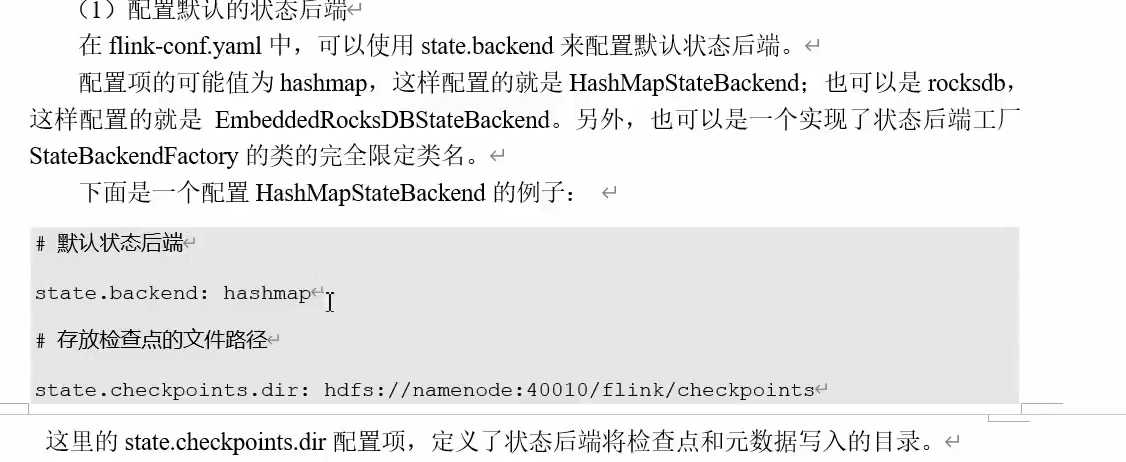 （1）配置默认的状态后端
在 flink-conf.yaml 中，可以使用 state.backend 来配置默认状态后端。
配置项的可能值为 hashmap，这样配置的就是 HashMapStateBackend；也可以是 rocksdb，
这样配置的就是 EmbeddedRocksDBStateBackend。另外，也可以是一个实现了状态后端工厂
StateBackendFactory 的类的完全限定类名。
下面是一个配置 HashMapStateBackend 的例子：
# 默认状态后端
state.backend: hashmap
# 存放检查点的文件路径
state.checkpoints.dir: hdfs://namenode:40010/flink/checkpoints
这里的 state.checkpoints.dir 配置项，定义了状态后端将检查点和元数据写入的目录。